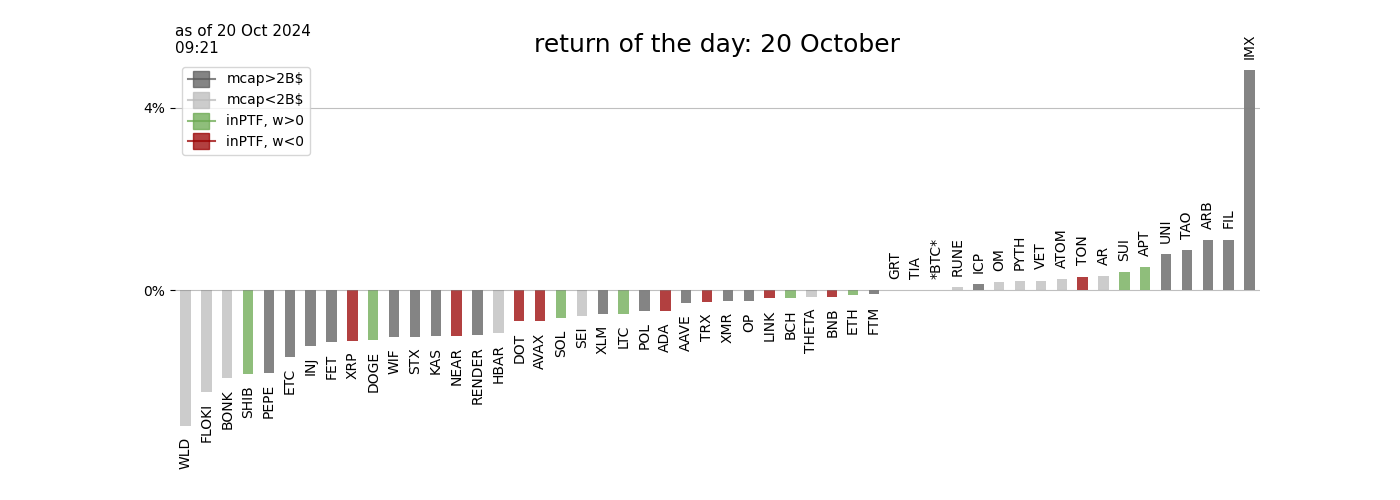 as of 20 Oct 2024
09:21
return of the day: 20 October
mcap>2B$
mcap<2B$
inPTF, w>0
inPTF, w<0
4%
0%
WLD
FLOKI
BONK
SHIB
PEPE
ETC
INJ
FET
XRP
DOGE
WIF
STX
KAS
NEAR
RENDER
HBAR
DOT
AVAX
SOL
SEI
XLM
LTC
POL
ADA
AAVE
TRX
XMR
OP
LINK
BCH
THETA
BNB
ETH
FTM
GRT
TIA
*BTC*
RUNE
ICP
OM
PYTH
VET
ATOM
TON
AR
SUI
APT
UNI
TAO
ARB
FIL
IMX